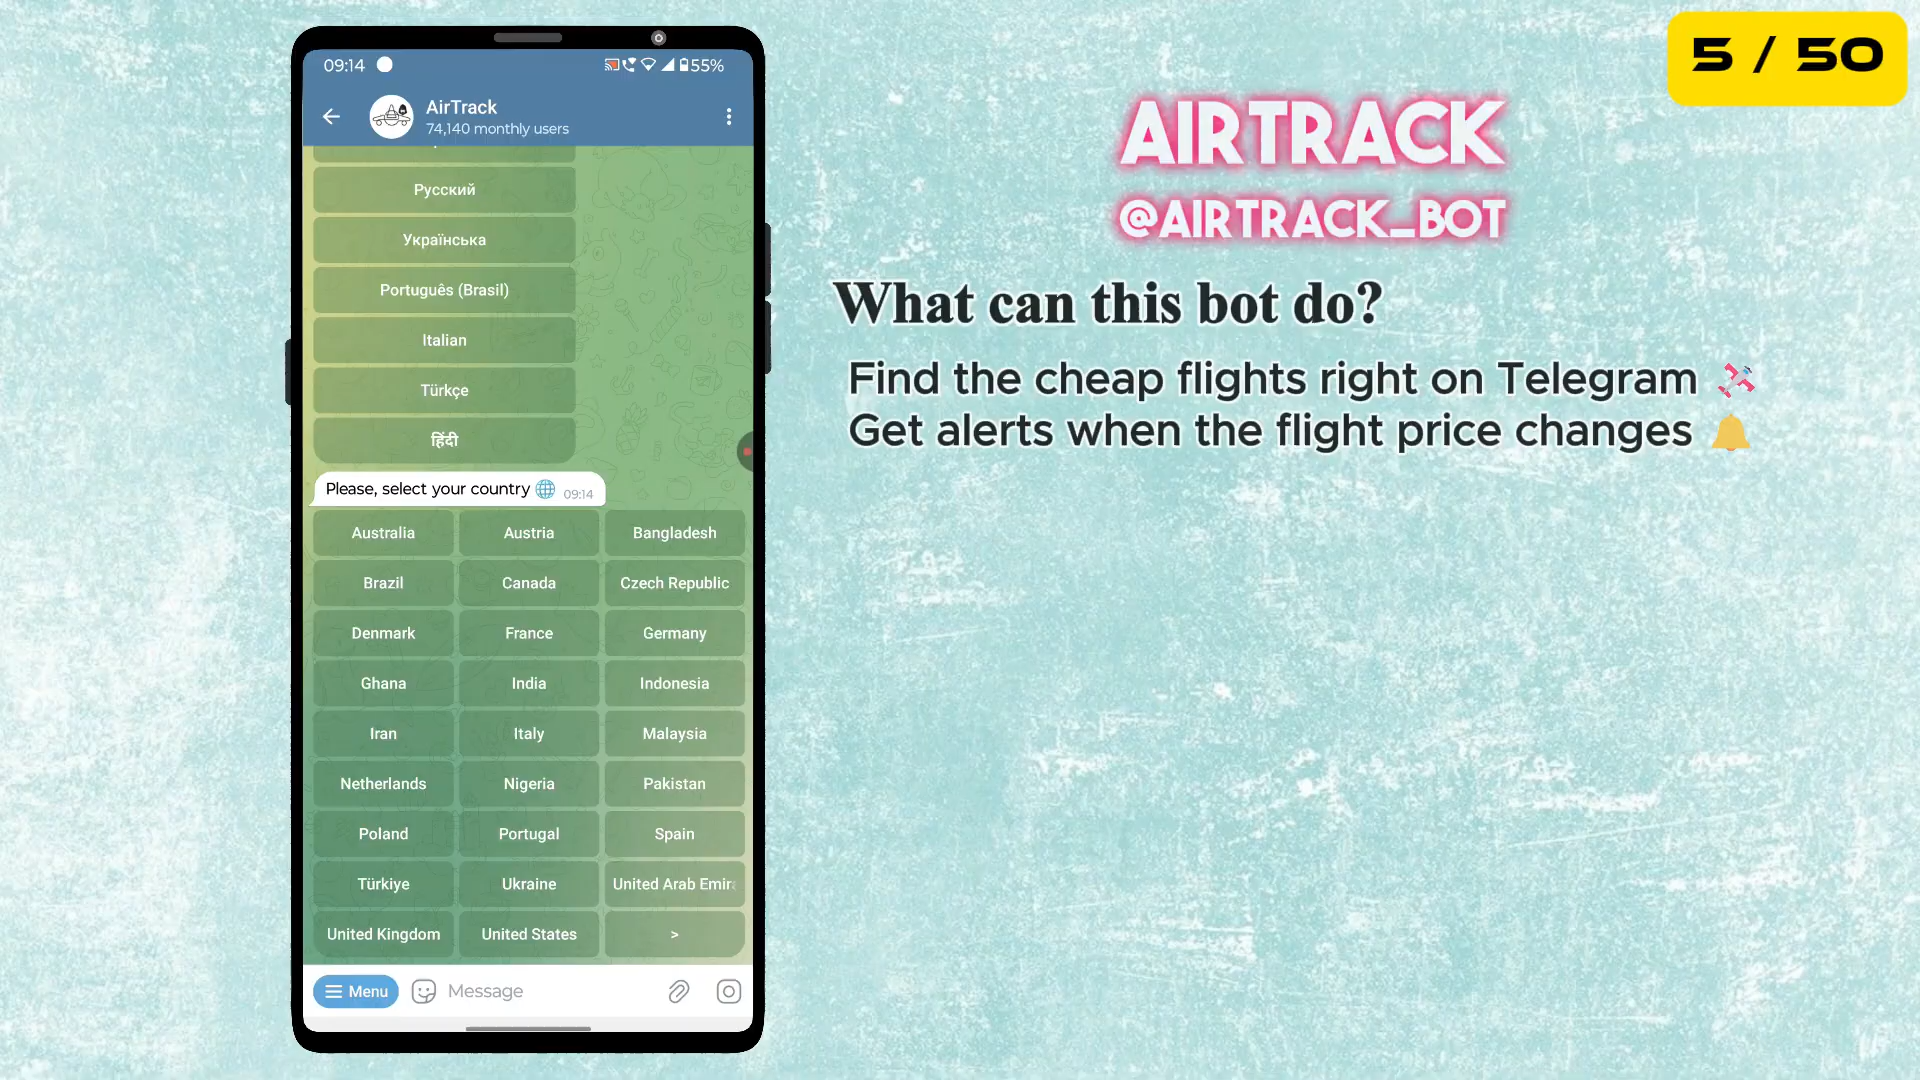 5 / 50
09:14
55%
AirTrack
74,140 monthly users
Русский
Українська
Português (Brasil)
Italian
Türkçe
हिंदी
Please, select your country 🌐 09:14
Australia Austria Bangladesh
Brazil Canada Czech Republic
Denmark France Germany
Ghana India Indonesia
Iran Italy Malaysia
Netherlands Nigeria Pakistan
Poland Portugal Spain
Türkiye Ukraine United Arab Emir
United Kingdom United States >
Menu Message
AIRTRACK
@AIRTRACK_BOT
What can this bot do?
Find the cheap flights right on Telegram
Get alerts when the flight price changes 🔔